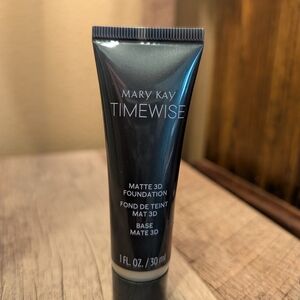 MARY KAY
TIMEWISE
MATTE 3D
FOUNDATION
FOND DE TEINT
MAT 3D
BASE
MATE 3D
1 FL. OZ. / 30 ml